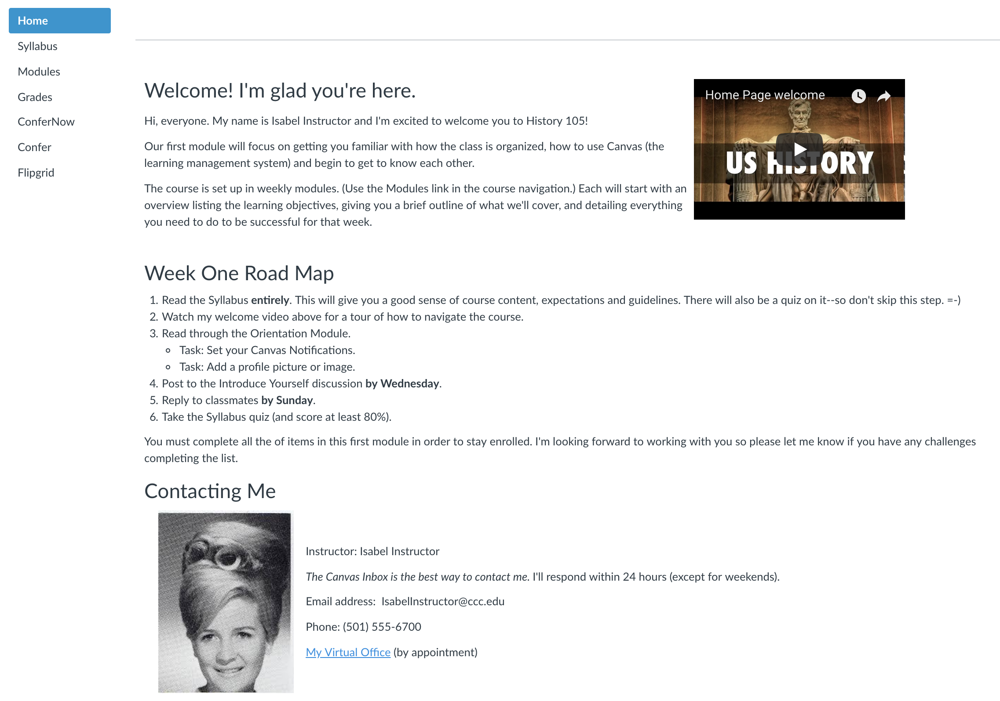 Home
Syllabus
Modules
Grades
ConferNow
Confer
Flipgrid
Welcome! I'm glad you're here.
Hi, everyone. My name is Isabel Instructor and I'm excited to welcome you to History 105!
Our first module will focus on getting you familiar with how the class is organized, how to use Canvas (the
learning management system) and begin to get to know each other.
The course is set up in weekly modules. (Use the Modules link in the course navigation.) Each will start with an
overview listing the learning objectives, giving you a brief outline of what we'll cover, and detailing everything
you need to do to be successful for that week.
Home Page welcome
US HISTORY
Week One Road Map
1. Read the Syllabus entirely. This will give you a good sense of course content, expectations and guidelines. There will also be a quiz on it--so don't skip this step. =-)
2. Watch my welcome video above for a tour of how to navigate the course.
3. Read through the Orientation Module.
Task: Set your Canvas Notifications.
Task: Add a profile picture or image.
4. Post to the Introduce Yourself discussion by Wednesday.
5. Reply to classmates by Sunday.
6. Take the Syllabus quiz (and score at least 80%).
You must complete all the of items in this first module in order to stay enrolled. I'm looking forward to working with you so please let me know if you have any challenges
completing the list.
Contacting Me
Instructor: Isabel Instructor
The Canvas Inbox is the best way to contact me. I'll respond within 24 hours (except for weekends).
Email address:  IsabelInstructor@ccc.edu
Phone: (501) 555-6700
My Virtual Office (by appointment)